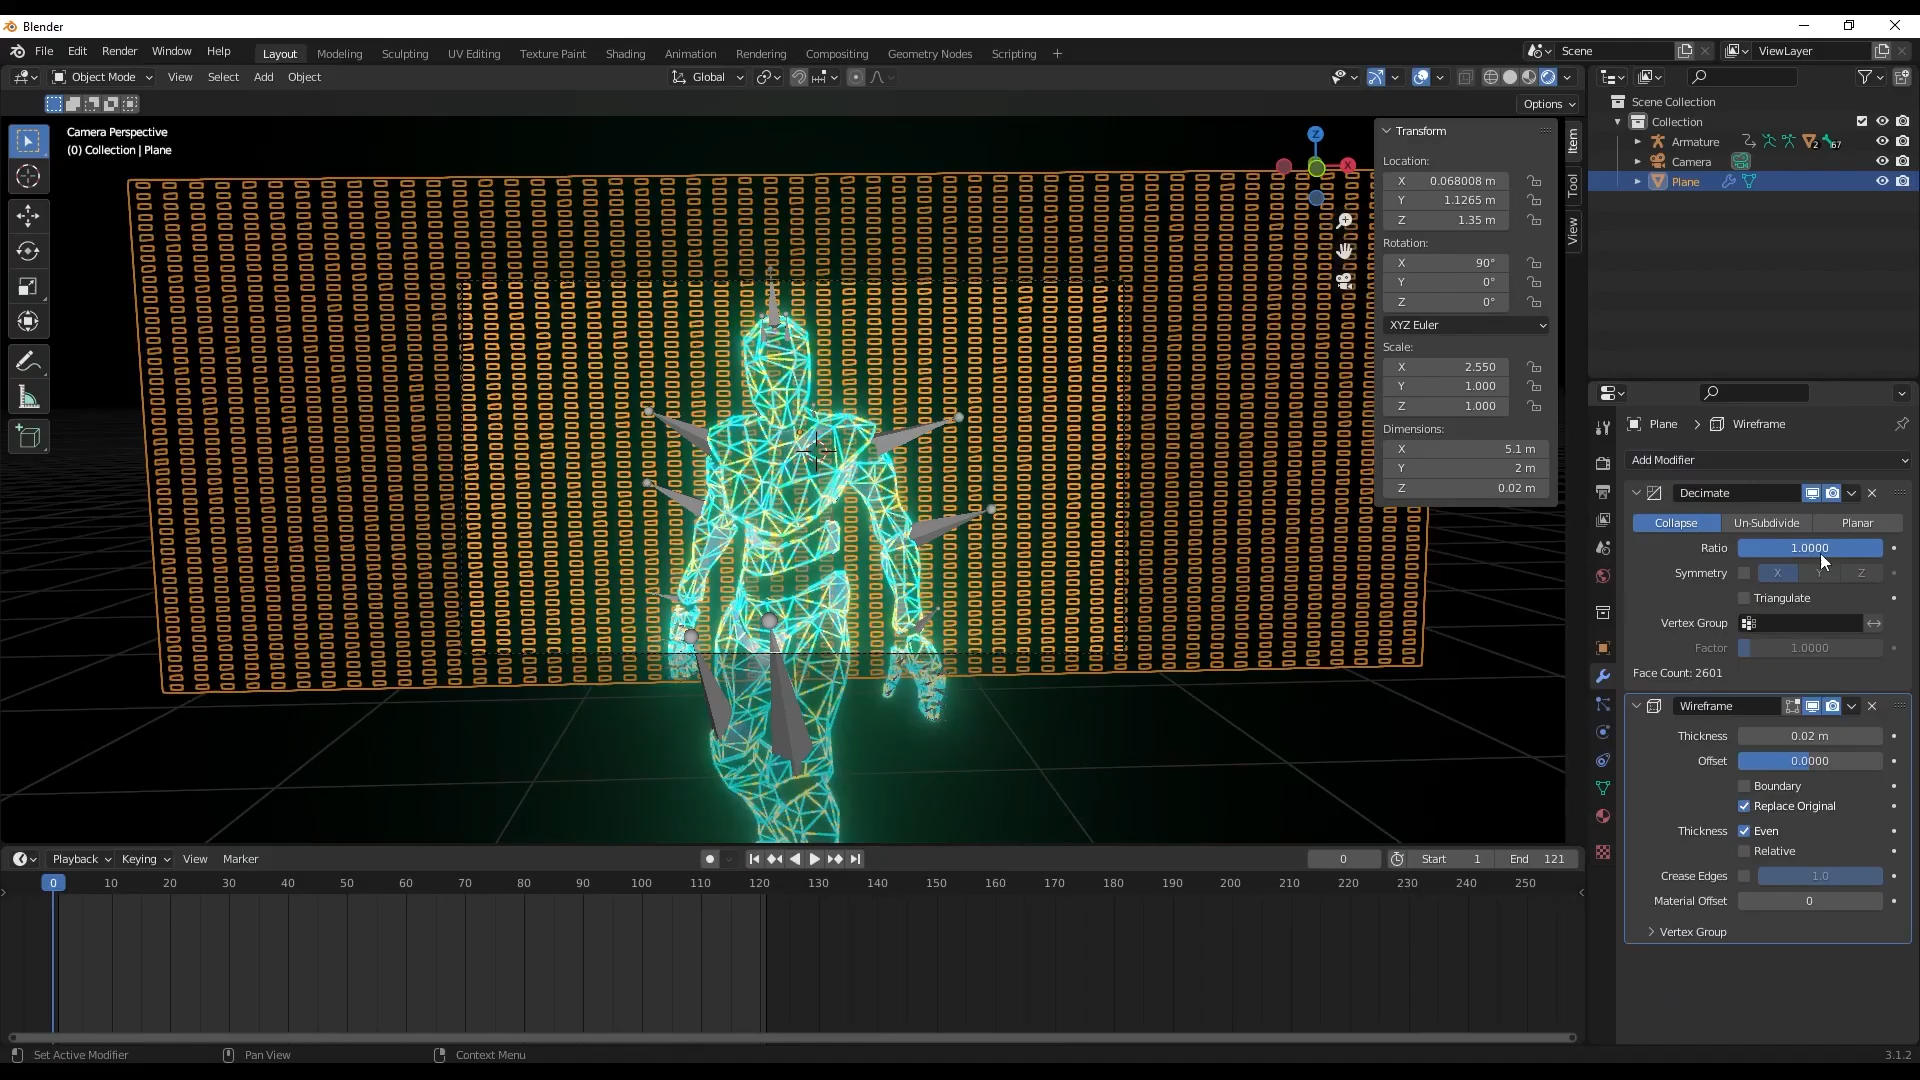 Blender
File Edit Render Window Help Layout Modeling Sculpting UV Editing Texture Paint Shading Animation Rendering Compositing Geometry Nodes Scripting + Scene ViewLayer
Object Mode View Select Add Object Global
Options
Camera Perspective
(0) Collection | Plane
Z
X
Transform
Location:
X 0.068008 m
Y 1.1265 m
Z 1.35 m
Rotation:
X 90°
Y 0°
Z 0°
XYZ Euler
Scale:
X 2.550
Y 1.000
Z 1.000
Dimensions:
X 5.1 m
Y 2 m
Z 0.02 m
Item
Tool
View
Scene Collection
Collection
Armature 2 67
Camera
Plane
Plane > Wireframe
Add Modifier
Decimate
Collapse Un-Subdivide Planar
Ratio 1.0000
Symmetry X Y Z
Triangulate
Vertex Group
Factor 1.0000
Face Count: 2601
Wireframe
Thickness 0.02 m
Offset 0.0000
Boundary
Replace Original
Thickness Even
Relative
Crease Edges 1.0
Material Offset 0
Vertex Group
Playback Keying View Marker 0 Start 1 End 121
0 10 20 30 40 50 60 70 80 90 100 110 120 130 140 150 160 170 180 190 200 210 220 230 240 250
Set Active Modifier Pan View Context Menu 3.1.2